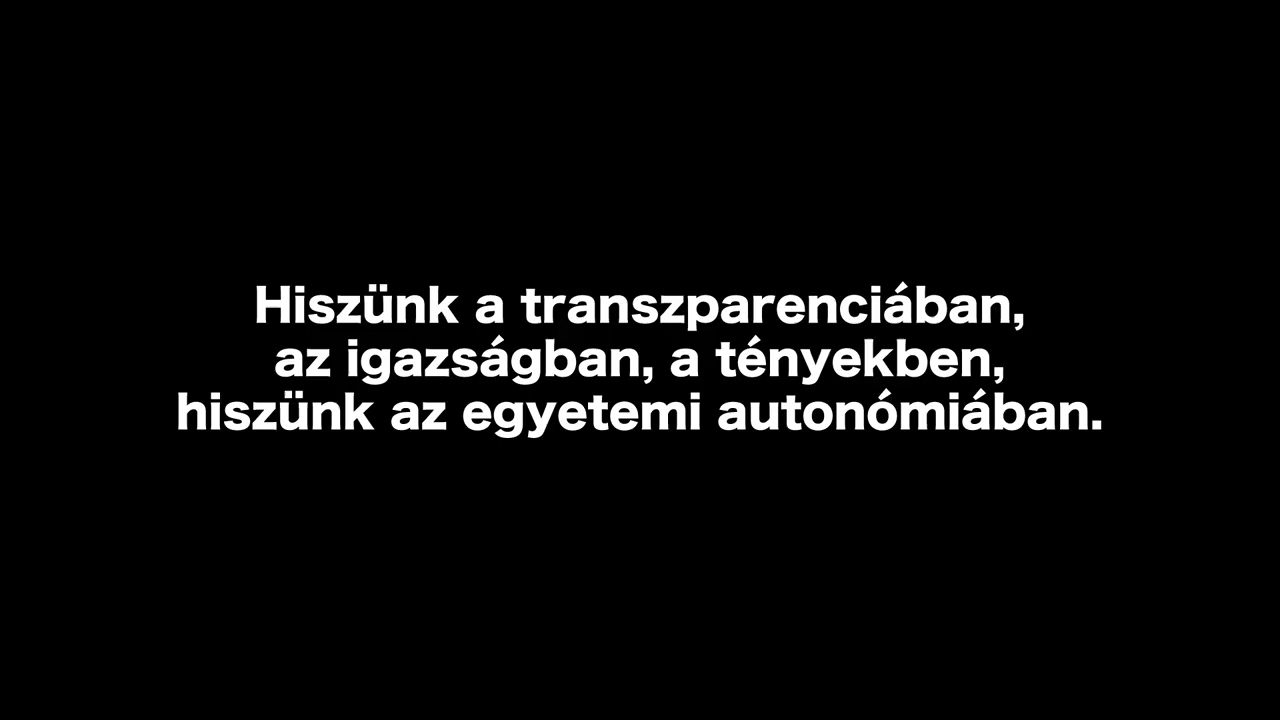 Hiszünk a transzparenciában,
az igazságban, a tényekben,
hiszünk az egyetemi autonómiában.